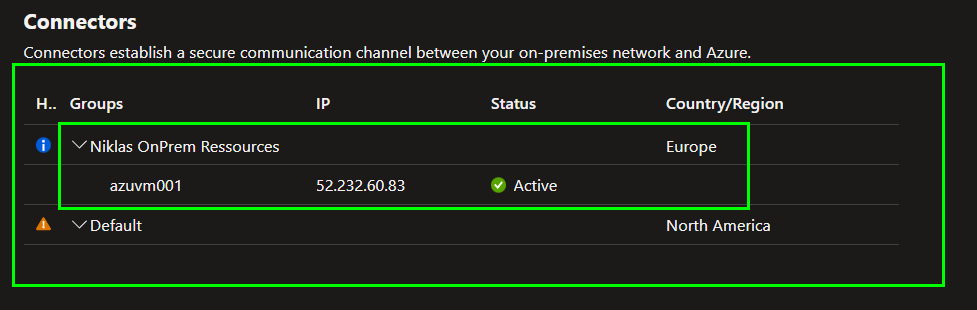 Connectors
Connectors establish a secure communication channel between your on-premises network and Azure.
H.. Groups IP Status Country/Region
Niklas OnPrem Ressources Europe
azuvm001 52.232.60.83 Active
Default North America